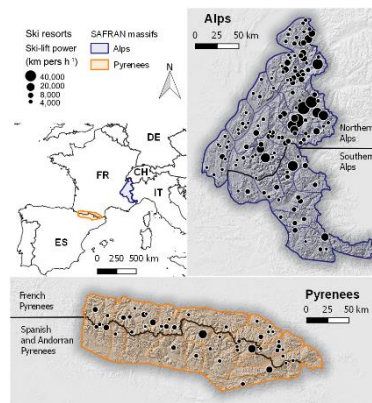 Ski resorts
Ski-lift power
(km pers h⁻¹)
40,000
20,000
8,000
4,000
SAFRAN massifs
Alps
Pyrenees
DE
FR
CH
IT
ES
0 250 500
km
Alps
0 25 50
km
Northern
Alps
Southern
Alps
French
Pyrenees
Spanish
and Andorran
Pyrenees
Pyrenees
0 25 50 km